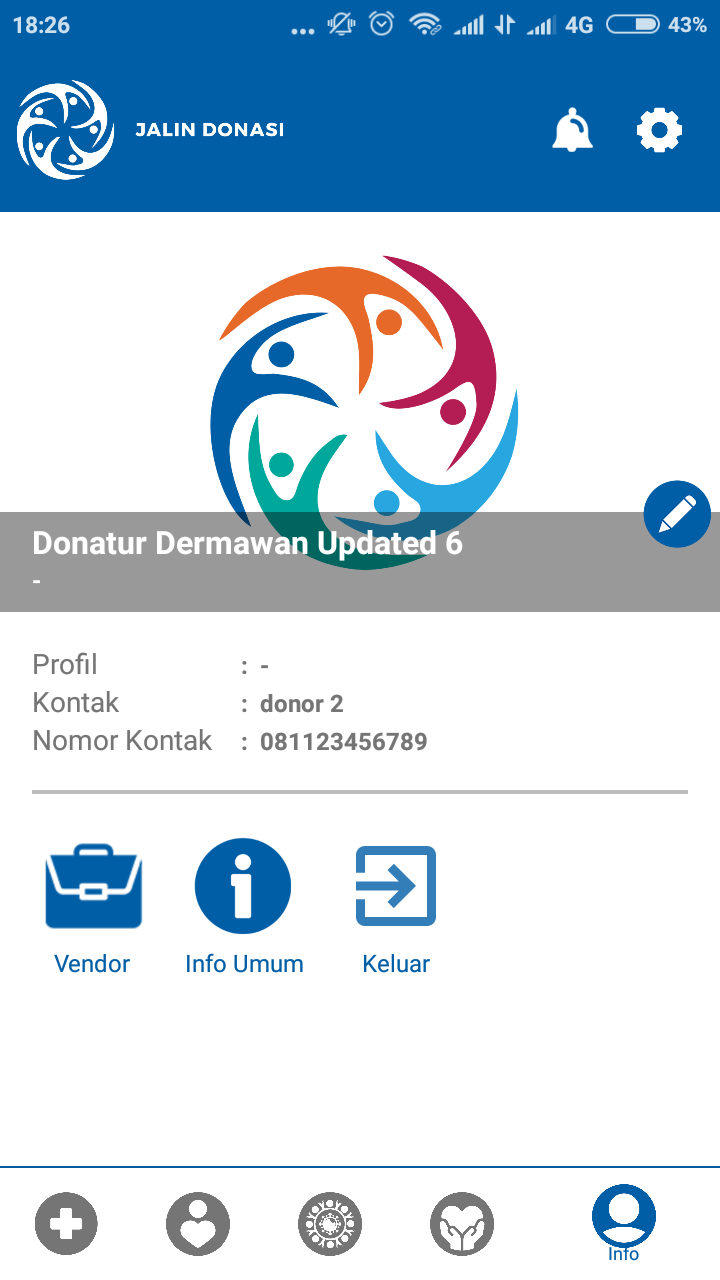 18:26 ... 4G 43%
JALIN DONASI
Donatur Dermawan Updated 6
-
Profil : -
Kontak : donor 2
Nomor Kontak : 081123456789
Vendor Info Umum Keluar
Info